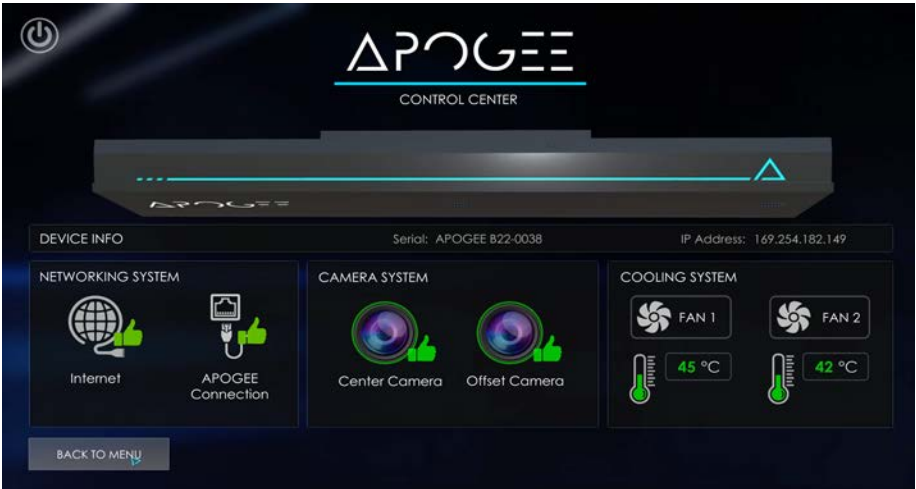 APOGEE
CONTROL CENTER
APOGEE
DEVICE INFO
Serial: APOGEE B22-0038
IP Address: 169.254.182.149
NETWORKING SYSTEM
Internet
APOGEE
Connection
CAMERA SYSTEM
Center Camera
Offset Camera
COOLING SYSTEM
FAN 1
FAN 2
45 °C
42 °C
BACK TO MENU